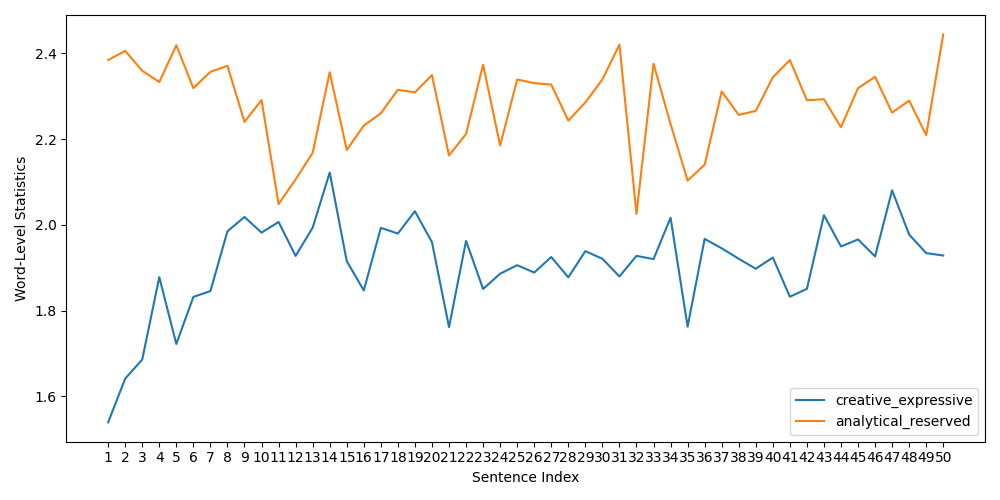 2.4
2.2
2.0
1.8
1.6
Word-Level Statistics
creative_expressive
analytical_reserved
1 2 3 4 5 6 7 8 9 10 11 12 13 14 15 16 17 18 19 20 21 22 23 24 25 26 27 28 29 30 31 32 33 34 35 36 37 38 39 40 41 42 43 44 45 46 47 48 49 50
Sentence Index